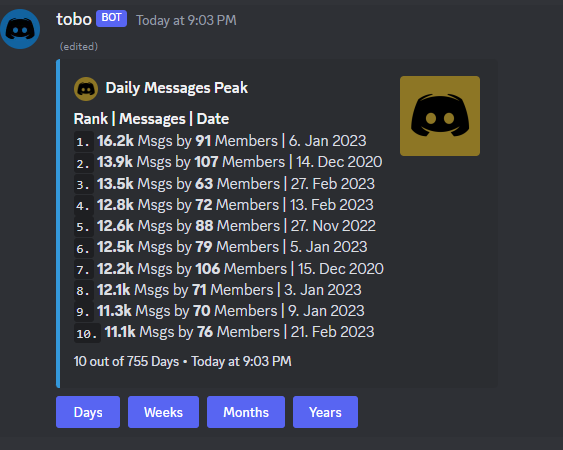 tobo BOT Today at 9:03 PM
(edited)
Daily Messages Peak
Rank | Messages | Date
1. 16.2k Msgs by 91 Members | 6. Jan 2023
2. 13.9k Msgs by 107 Members | 14. Dec 2020
3. 13.5k Msgs by 63 Members | 27. Feb 2023
4. 12.8k Msgs by 72 Members | 13. Feb 2023
5. 12.6k Msgs by 88 Members | 27. Nov 2022
6. 12.5k Msgs by 79 Members | 5. Jan 2023
7. 12.2k Msgs by 106 Members | 15. Dec 2020
8. 12.1k Msgs by 71 Members | 3. Jan 2023
9. 11.3k Msgs by 70 Members | 9. Jan 2023
10. 11.1k Msgs by 76 Members | 21. Feb 2023
10 out of 755 Days • Today at 9:03 PM
Days Weeks Months Years